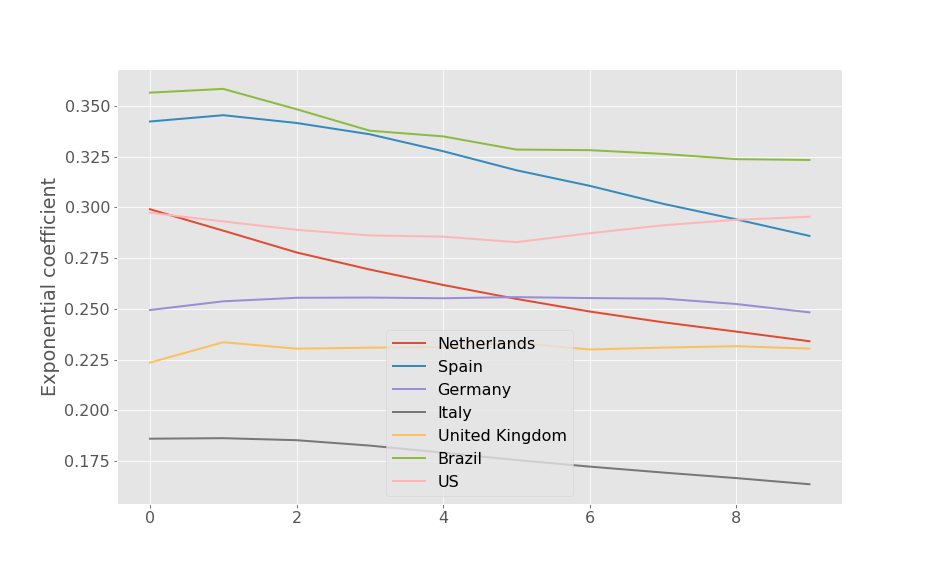 Exponential coefficient
0.350
0.325
0.300
0.275
0.250
0.225
0.200
0.175
0 2 4 6 8
Netherlands
Spain
Germany
Italy
United Kingdom
Brazil
US